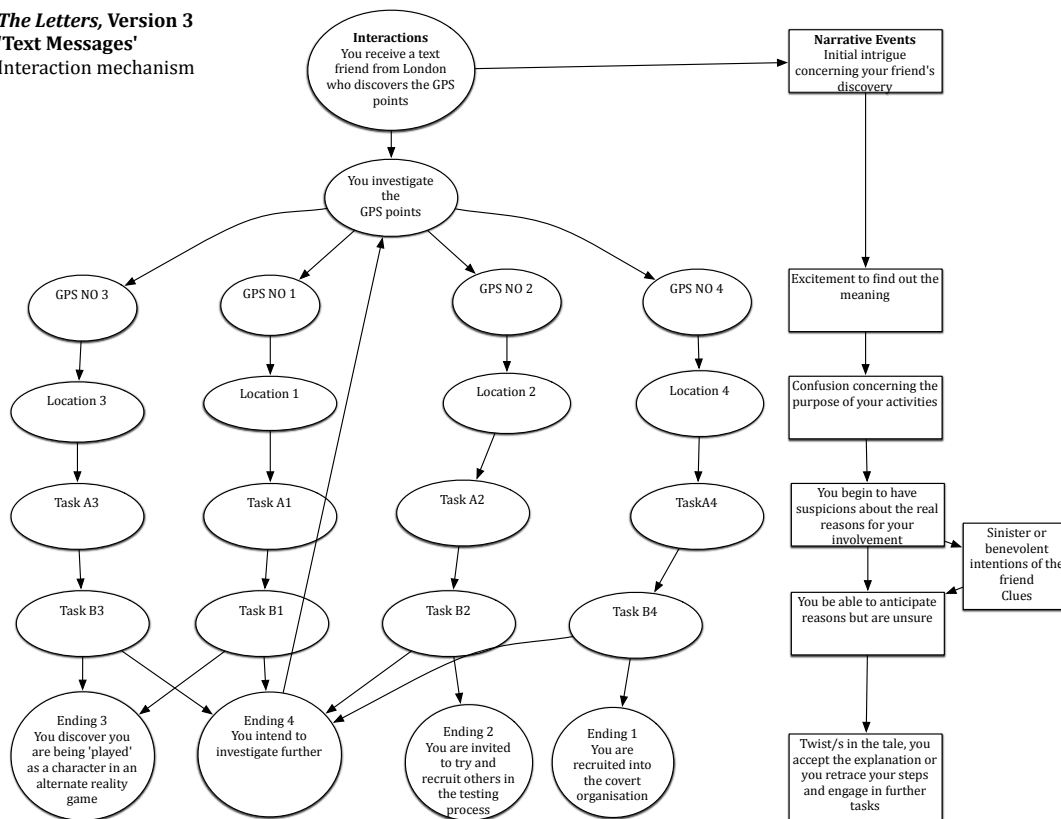 The Letters, Version 3
'Text Messages'
Interaction mechanism
Interactions
You receive a text
friend from London
who discovers the GPS
points
Narrative Events
Initial intrigue
concerning your friend's
discovery
You investigate
the
GPS points
GPS NO 3
GPS NO 1
GPS NO 2
GPS NO 4
Excitement to find out the
meaning
Location 3
Location 1
Location 2
Location 4
Confusion concerning the
purpose of your activities
Task A3
Task A1
Task A2
TaskA4
You begin to have
suspicions about the real
reasons for your
involvement
Sinister or
benevolent
intentions of the
friend
Clues
Task B3
Task B1
Task B2
Task B4
You be able to anticipate
reasons but are unsure
Ending 3
You discover you
are being 'played'
as a character in an
alternate reality
game
Ending 4
You intend to
investigate further
Ending 2
You are invited
to try and
recruit others in
the testing
process
Ending 1
You are
recruited into
the covert
organisation
Twist/s in the tale, you
accept the explanation or
you retrace your steps
and engage in further
tasks